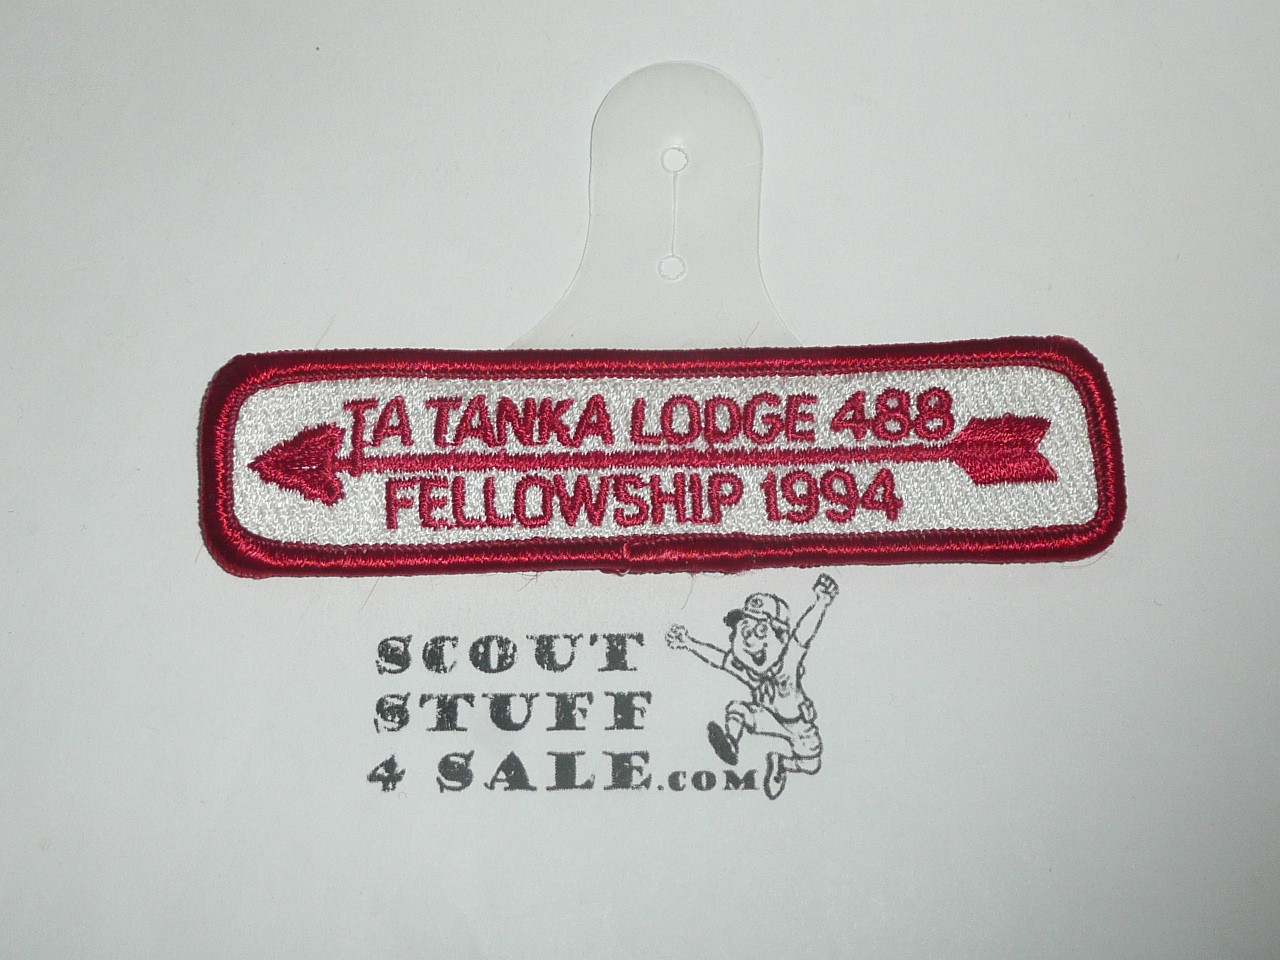 TA TANKA LODGE 488
FELLOWSHIP 1994
SCOUT
STUFF
4 SALE.COM